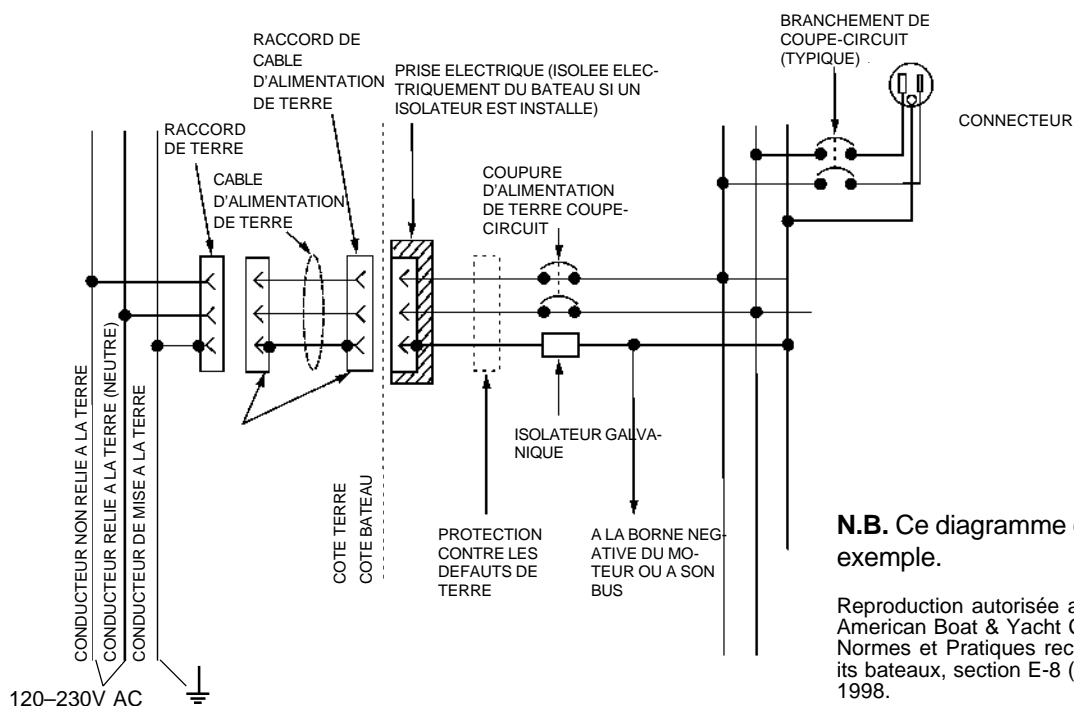 BRANCHEMENT DE
COUPE-CIRCUIT
(TYPIQUE)
RACCORD DE
CABLE
D'ALIMENTATION
DE TERRE
PRISE ELECTRIQUE (ISOLEE ELEC-
TRIQUEMENT DU BATEAU SI UN
ISOLATEUR EST INSTALLE)
CONNECTEUR
RACCORD
DE TERRE
CABLE
D'ALIMENTATION
DE TERRE
COUPURE
D'ALIMENTATION
DE TERRE COUPE-
CIRCUIT
ISOLATEUR GALVA-
NIQUE
CONDUCTEUR NON RELIE A LA TERRE
CONDUCTEUR RELIE A LA TERRE (NEUTRE)
CONDUCTEUR DE MISE A LA TERRE
COTE TERRE
COTE BATEAU
PROTECTION
CONTRE LES
DEFAUTS DE
TERRE
A LA BORNE NEG-
ATIVE DU MO-
TEUR OU A SON
BUS
120–230V AC
N.B. Ce diagramme
exemple.
Reproduction autorisée
American Boat & Yacht
Normes et Pratiques
its bateaux, section E-8
1998.